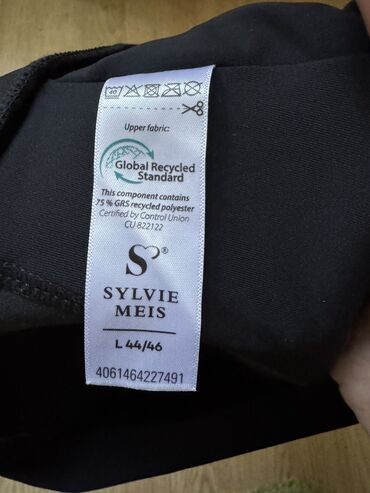 40
Upper fabric:
Global Recycled
Standard
This component contains
75 % GRS recycled polyester
Certified by Control Union
CU 822122
S®
SYLVIE
MEIS
L 44/46
4061464227491